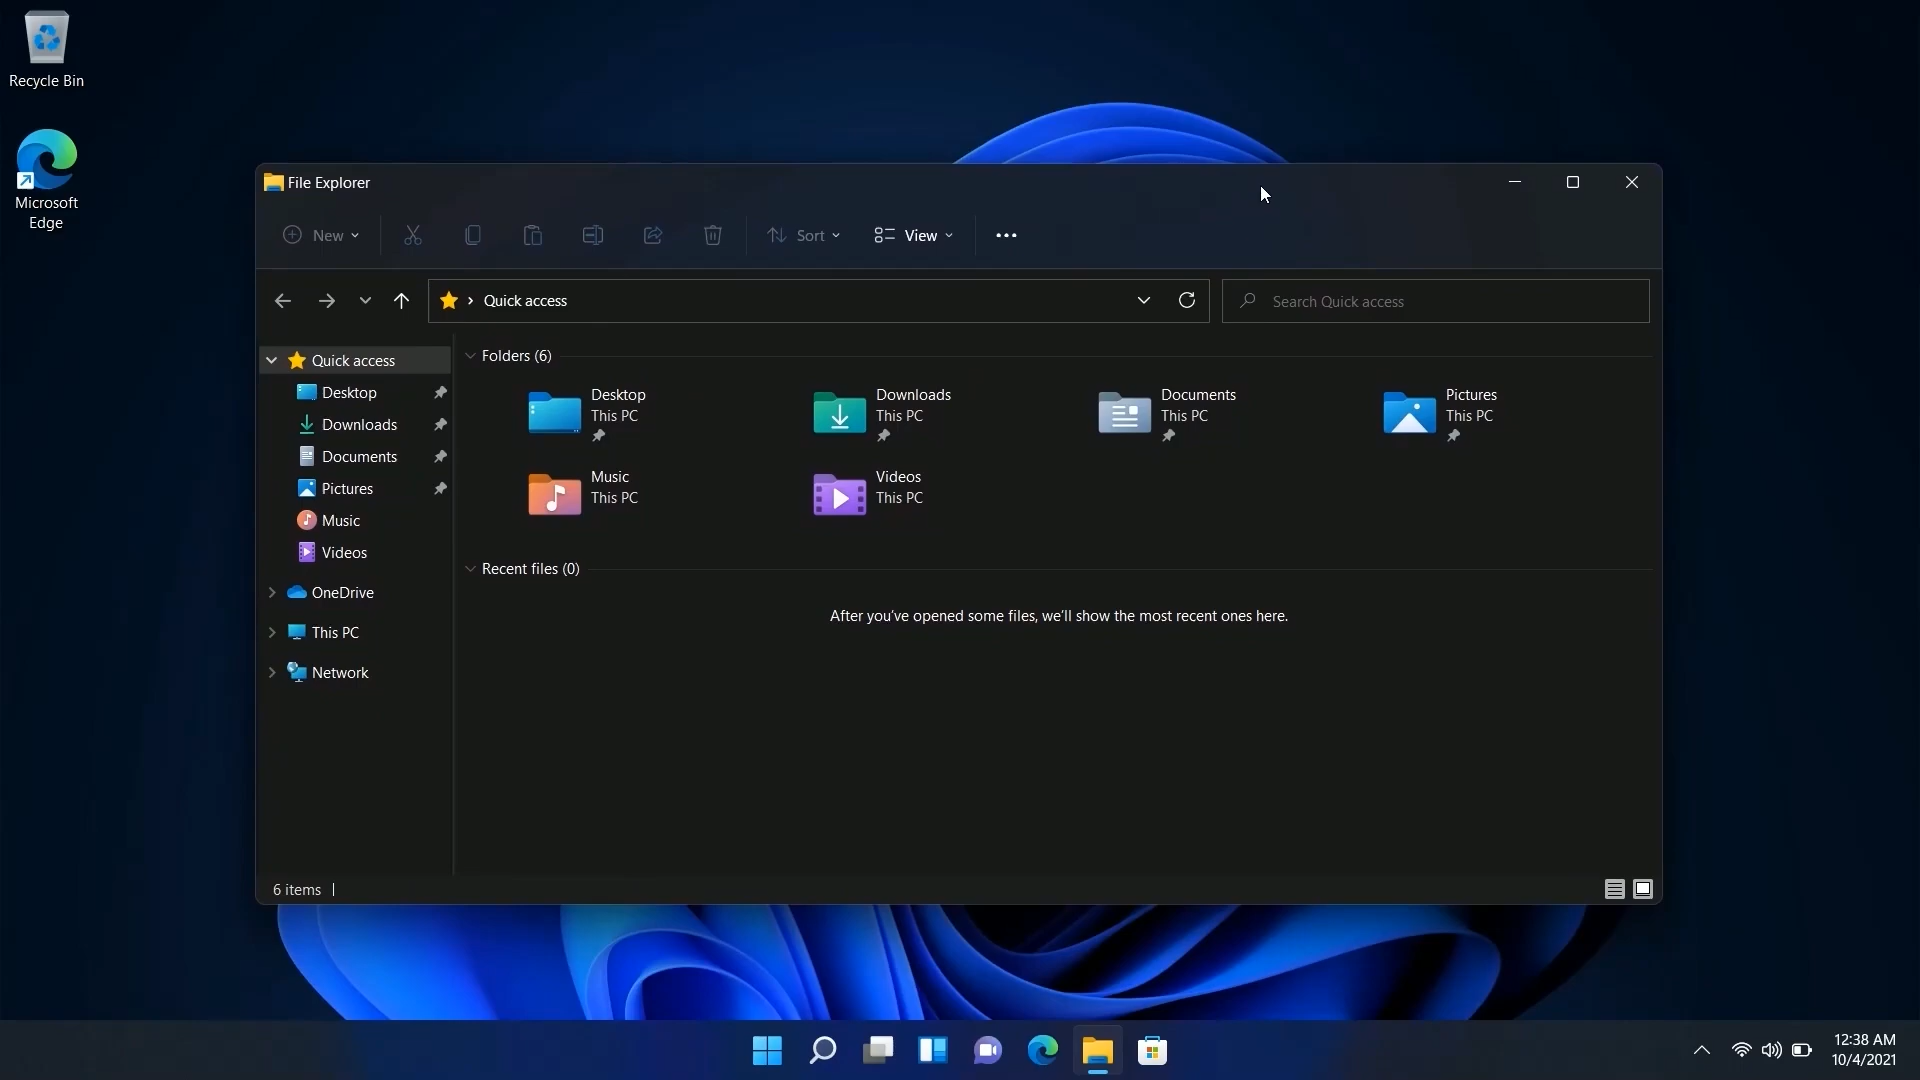 Recycle Bin
Microsoft
Edge
File Explorer
New
Sort
View
Quick access
Search Quick access
Quick access
Desktop
Downloads
Documents
Pictures
Music
Videos
OneDrive
This PC
Network
Folders (6)
Desktop
This PC
Downloads
This PC
Documents
This PC
Pictures
This PC
Music
This PC
Videos
This PC
Recent files (0)
After you've opened some files, we'll show the most recent ones here.
6 items
12:38 AM
10/4/2021